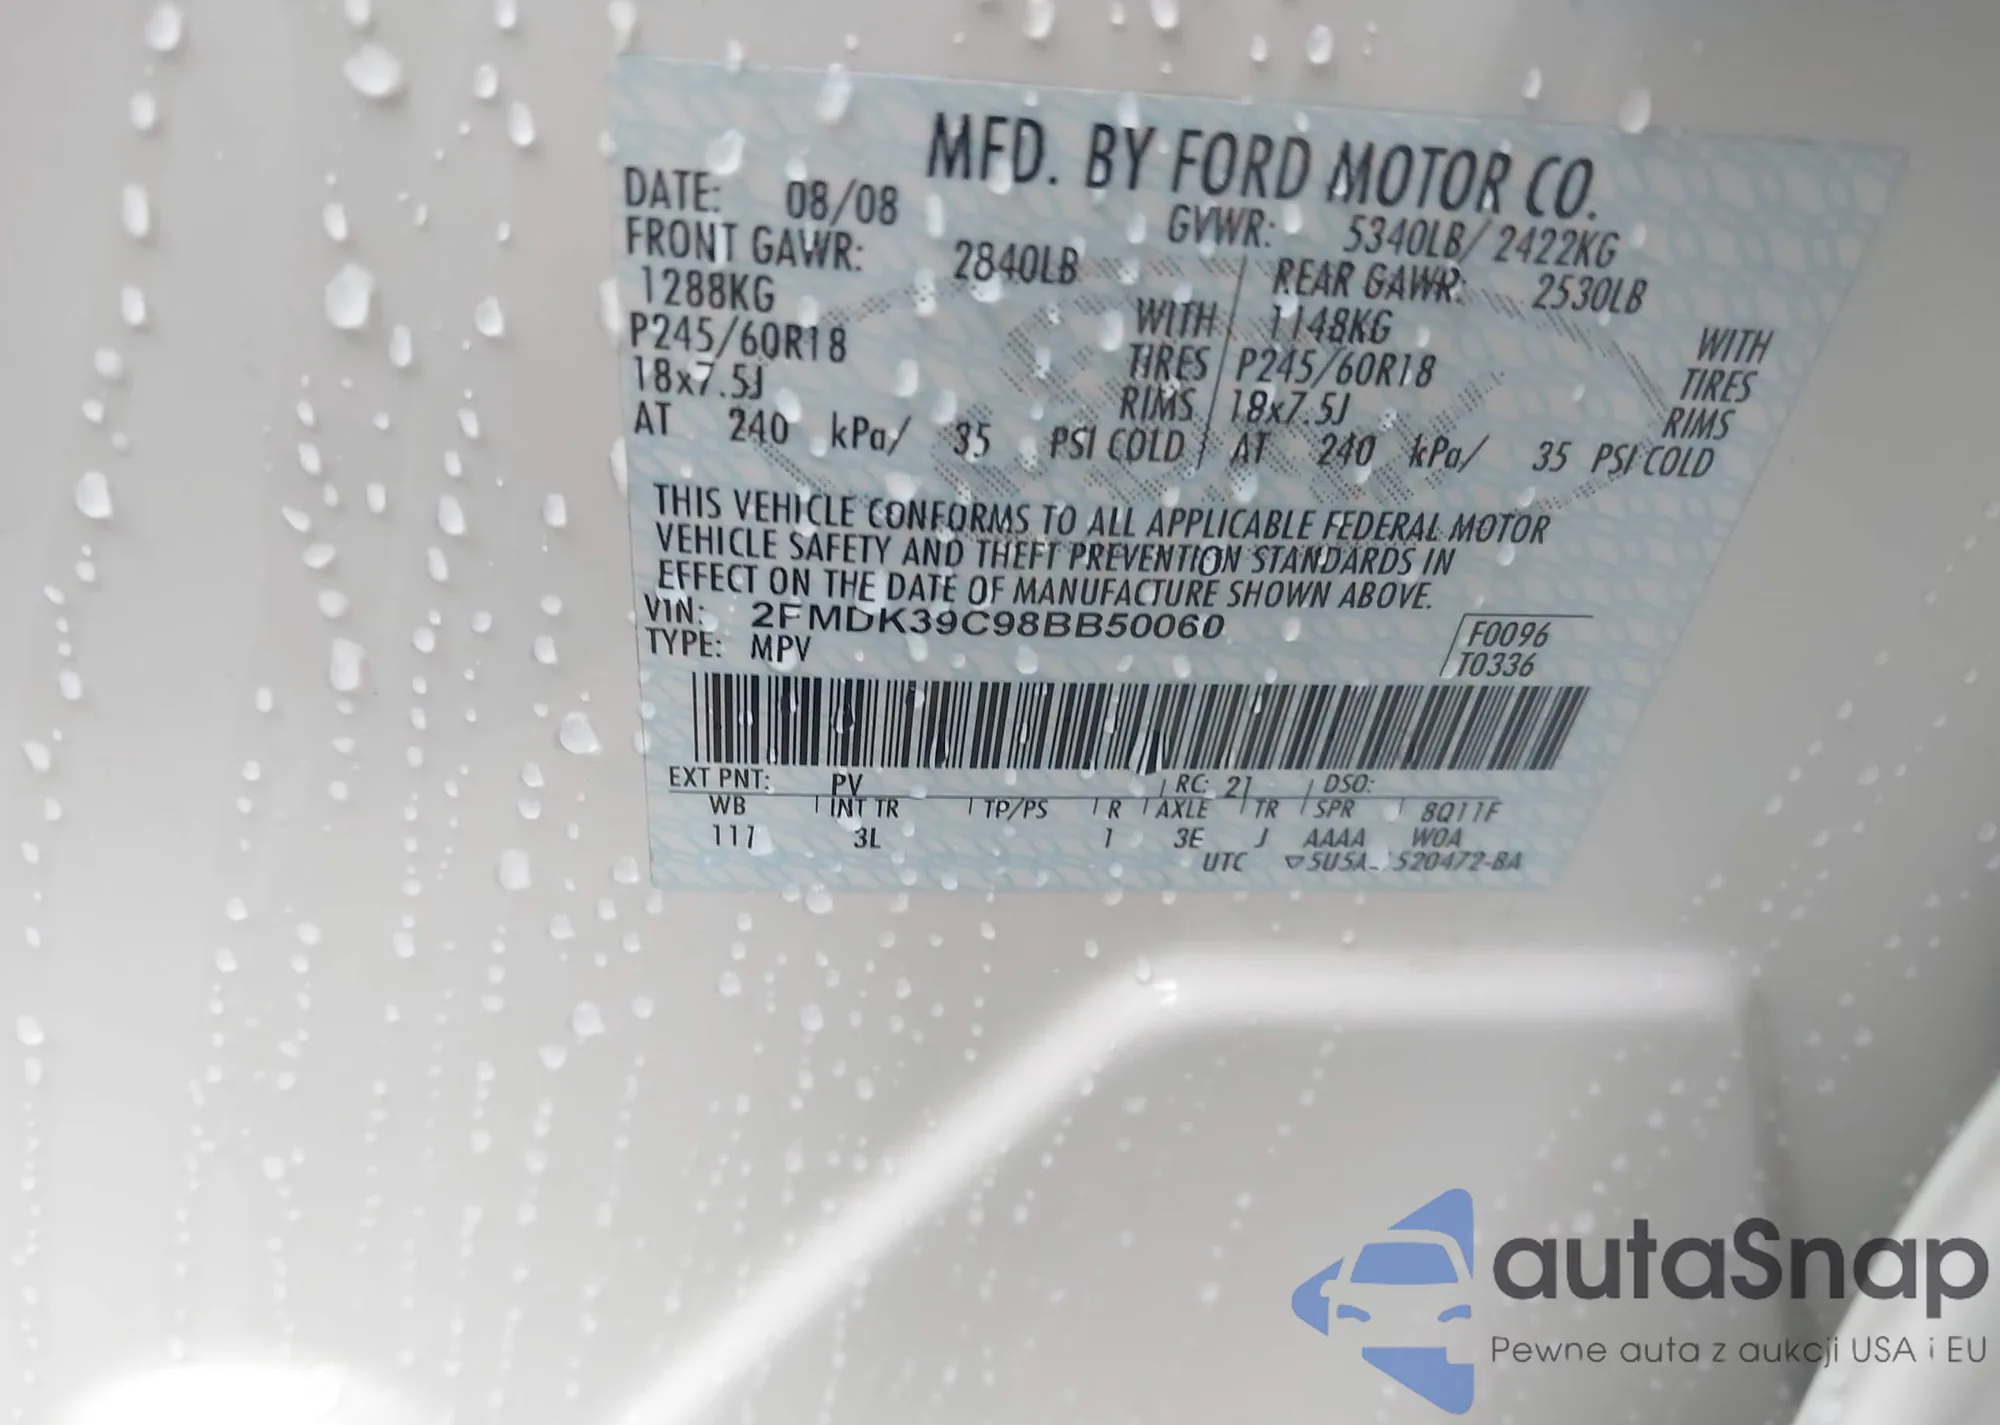 MFD. BY FORD MOTOR CO.
DATE: 08/08 GVWR: 5340LB/ 2422KG
FRONT GAWR: 2840LB REAR GAWR: 2530LB
1288KG WITH 1148KG WITH
P245/60R18 TIRES P245/60R18 TIRES
18x7.5J RIMS 18x7.5J RIMS
AT 240 kPa/ 35 PSI COLD AT 240 kPa/ 35 PSI COLD
THIS VEHICLE CONFORMS TO ALL APPLICABLE FEDERAL MOTOR
VEHICLE SAFETY AND THEFT PREVENTION STANDARDS IN
EFFECT ON THE DATE OF MANUFACTURE SHOWN ABOVE.
VIN: 2FMDK39C98BB50060 F0096
TYPE: MPV T0336
EXT PNT: PV RC: 21 DSO:
WB INT TR TP/PS R AXLE TR SPR 8Q11F
117 3L 1 3E J AAAA WOA
UTC ▽5U5A- 520472-BA
autaSnap
Pewne auta z aukcji USA i EU